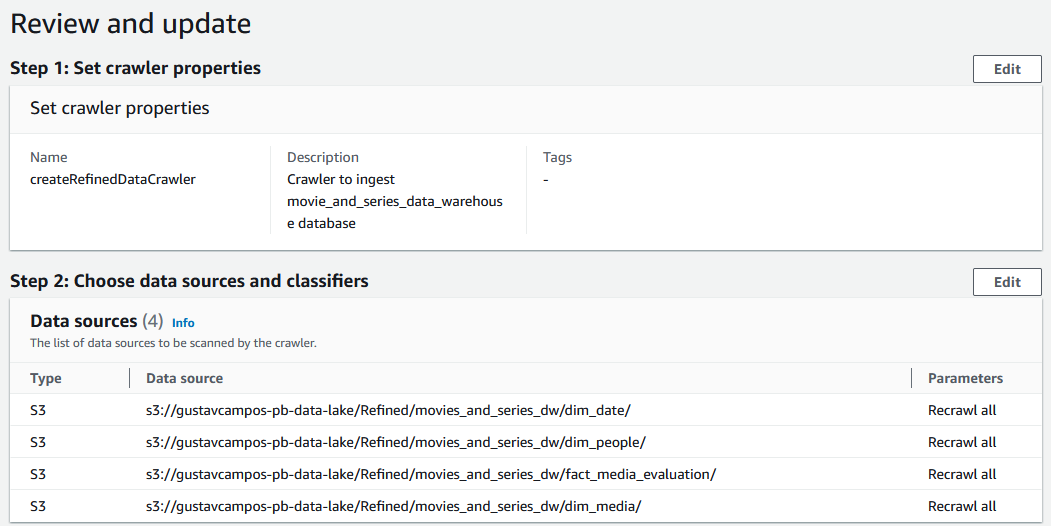 Review and update
Step 1: Set crawler properties
Edit
Set crawler properties
Name
createRefinedDataCrawler
Description
Crawler to ingest
movie_and_series_data_warehous
e database
Tags
-
Step 2: Choose data sources and classifiers
Edit
Data sources (4) Info
The list of data sources to be scanned by the crawler.
Type Data source Parameters
S3 s3://gustavcampos-pb-data-lake/Refined/movies_and_series_dw/dim_date/ Recrawl all
S3 s3://gustavcampos-pb-data-lake/Refined/movies_and_series_dw/dim_people/ Recrawl all
S3 s3://gustavcampos-pb-data-lake/Refined/movies_and_series_dw/fact_media_evaluation/ Recrawl all
S3 s3://gustavcampos-pb-data-lake/Refined/movies_and_series_dw/dim_media/ Recrawl all